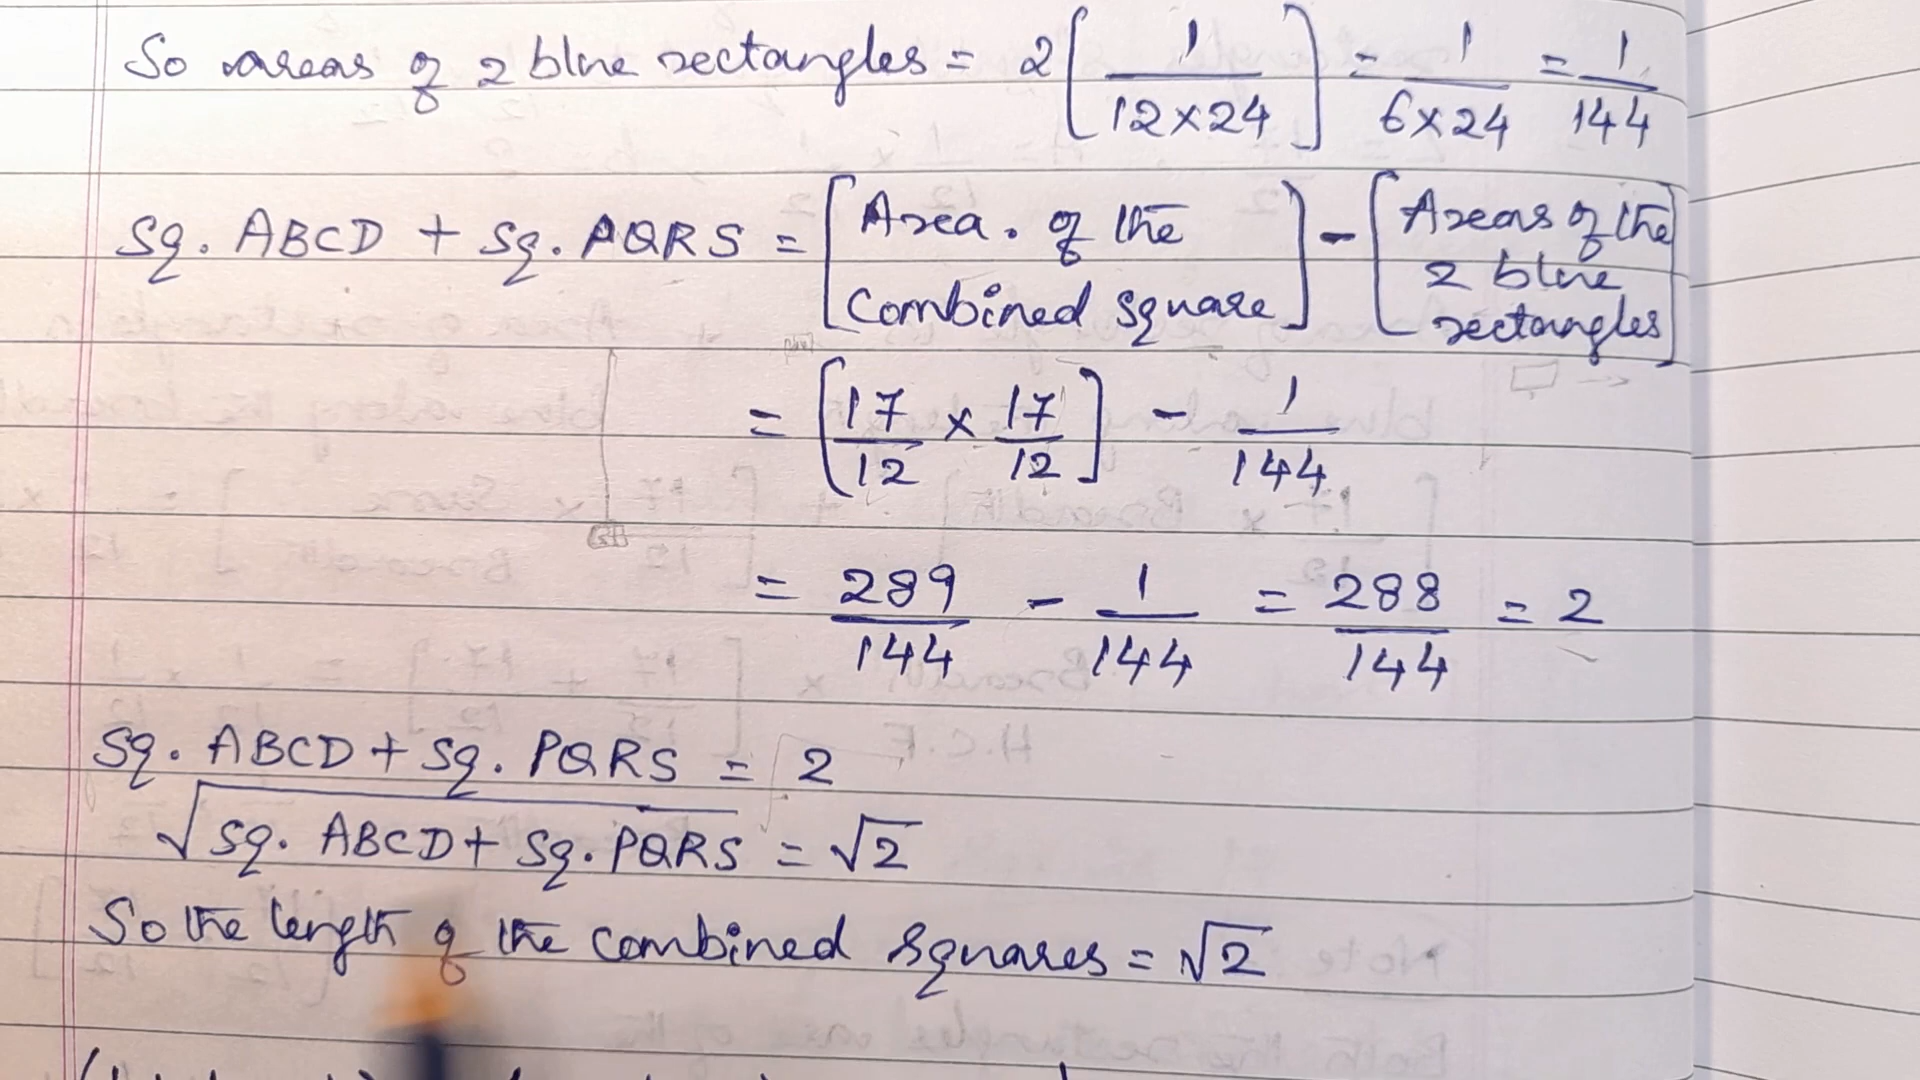 So areas of 2 blue rectangles = 2 [ 1 / 12 × 24 ] = 1 / 6 × 24 = 1 / 144
Sq. ABCD + Sq. PQRS = [ Area. of the Combined Square ] - [ Areas of the 2 blue rectangles ]
= [ 17/12 × 17/12 ] - 1/144
= 289/144 - 1/144 = 288/144 = 2
Sq. ABCD + Sq. PQRS = 2
√(Sq. ABCD + Sq. PQRS) = √2
So the length of the combined squares = √2